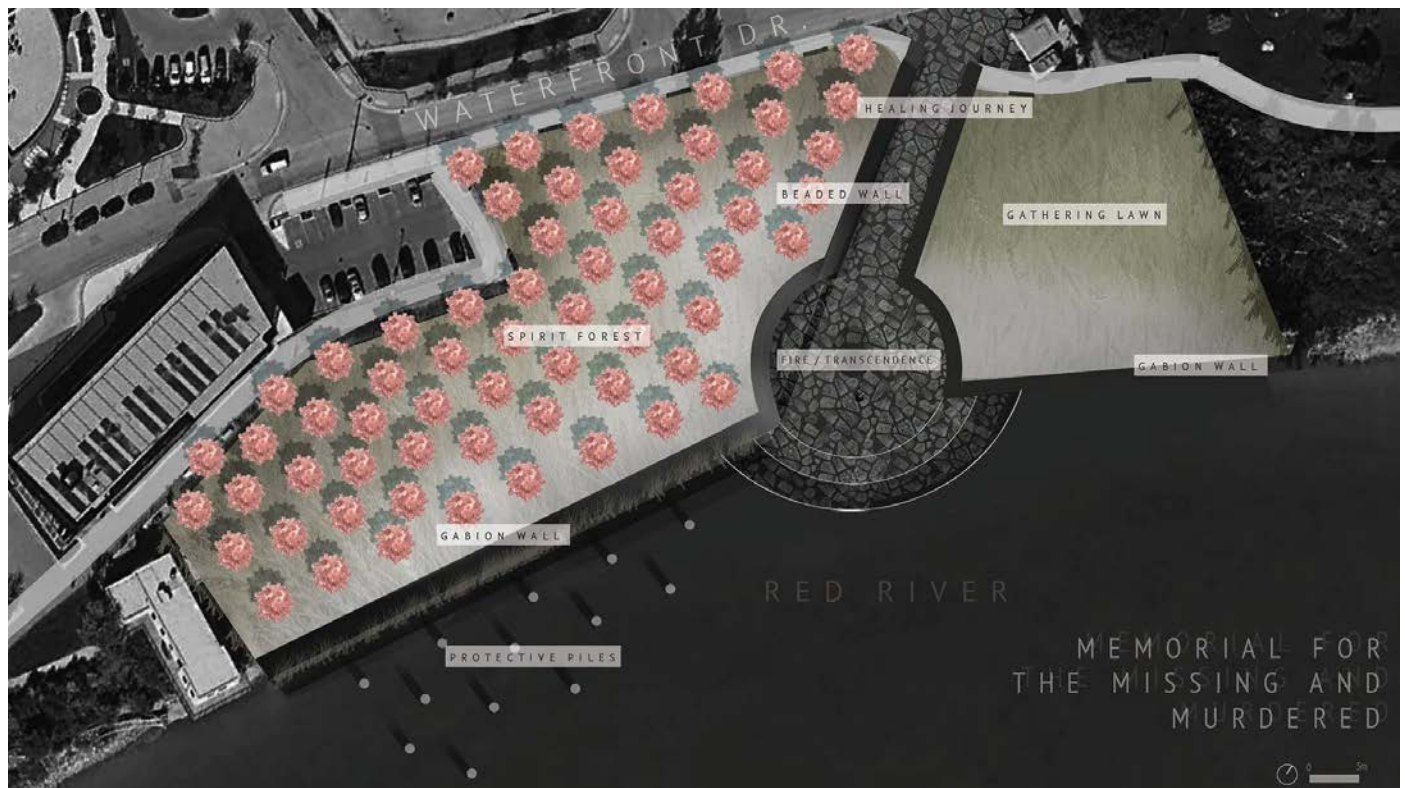 WATERFRONT DR.
HEALING JOURNEY
BEADED WALL
GATHERING LAWN
SPIRIT FOREST
FIRE / TRANSCENDENCE
GABION WALL
GABION WALL
RED RIVER
PROTECTIVE PILES
MEMORIAL FOR
THE MISSING AND
MURDERED
0 5m